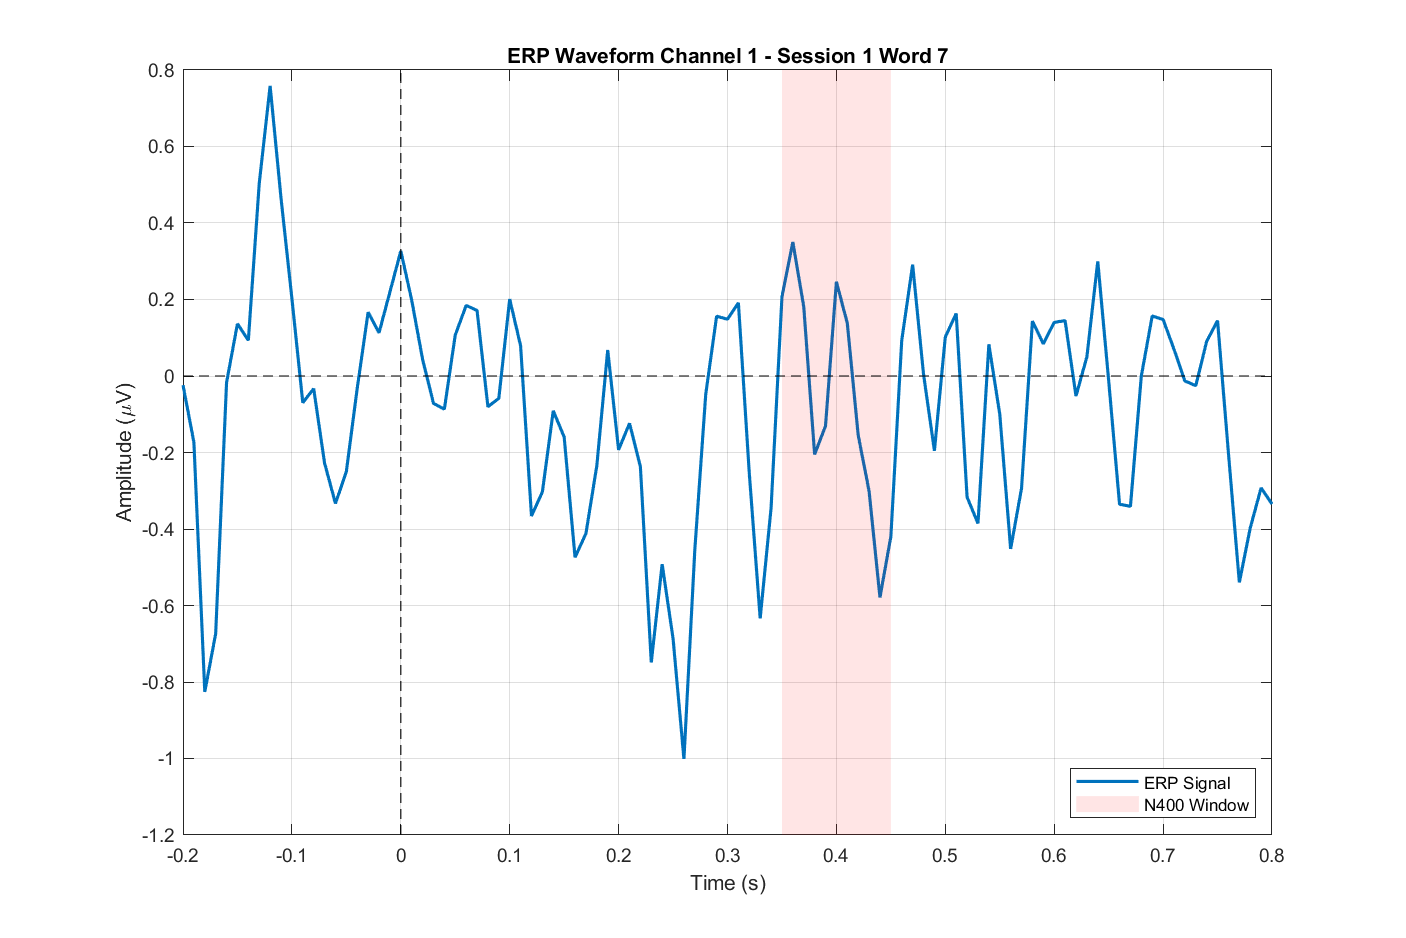 ERP Waveform Channel 1 - Session 1 Word 7
0.8
0.6
0.4
0.2
0
-0.2
-0.4
-0.6
-0.8
-1
-1.2
Amplitude (μV)
ERP Signal
N400 Window
-0.2 -0.1 0 0.1 0.2 0.3 0.4 0.5 0.6 0.7 0.8
Time (s)